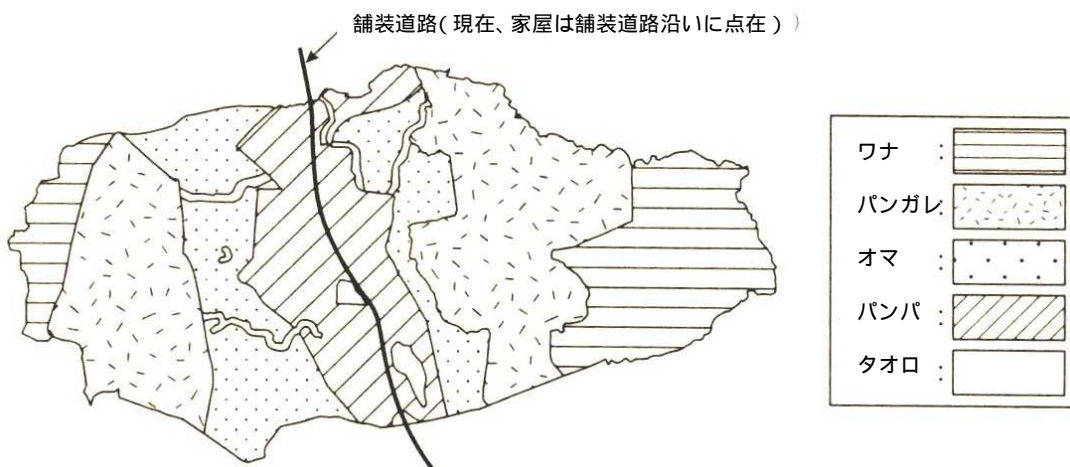 舗装道路(現在、家屋は舗装道路沿いに点在)
ワナ :
パンガレ :
オマ :
パンパ :
タオロ :